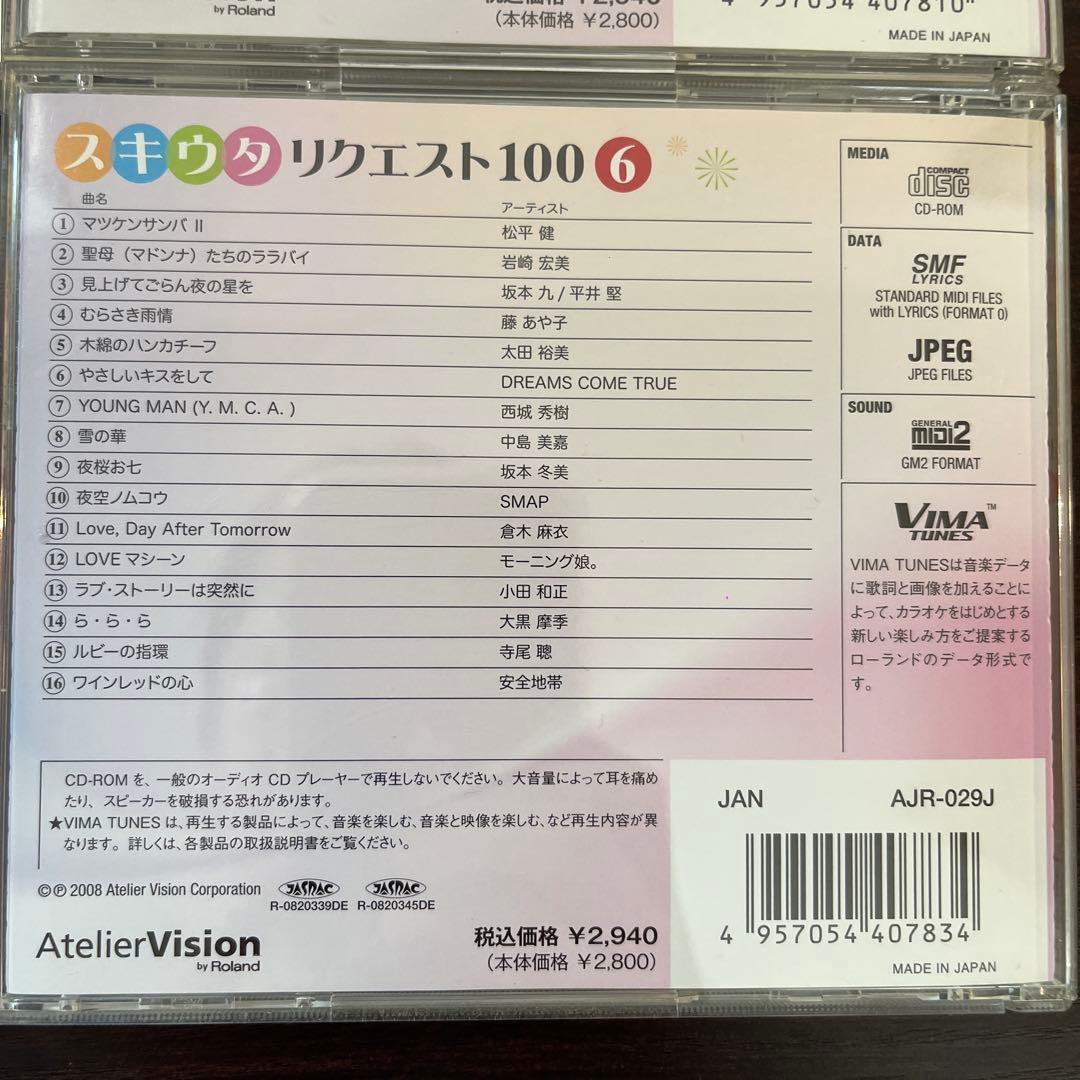 by Roland
税込価格 ¥2,940
(本体価格 ¥2,800)
4 957054 407810
MADE IN JAPAN
スキウタ リクエスト100 6
曲名 アーティスト
① マツケンサンバ II 松平 健
② 聖母（マドンナ）たちのララバイ 岩崎 宏美
③ 見上げてごらん夜の星を 坂本 九 / 平井 堅
④ むらさき雨情 藤 あや子
⑤ 木綿のハンカチーフ 太田 裕美
⑥ やさしいキスをして DREAMS COME TRUE
⑦ YOUNG MAN (Y. M. C. A. ) 西城 秀樹
⑧ 雪の華 中島 美嘉
⑨ 夜桜お七 坂本 冬美
⑩ 夜空ノムコウ SMAP
⑪ Love, Day After Tomorrow 倉木 麻衣
⑫ LOVE マシーン モーニング娘。
⑬ ラブ・ストーリーは突然に 小田 和正
⑭ ら・ら・ら 大黒 摩季
⑮ ルビーの指環 寺尾 聰
⑯ ワインレッドの心 安全地帯
MEDIA
COMPACT
disc
CD-ROM
DATA
SMF
LYRICS
STANDARD MIDI FILES
with LYRICS (FORMAT 0)
JPEG
JPEG FILES
SOUND
GENERAL
MIDI2
GM2 FORMAT
VIMA TM
TUNES
VIMA TUNESは音楽データ
に歌詞と画像を加えることに
よって、カラオケをはじめとする
新しい楽しみ方をご提案する
ローランドのデータ形式で
す。
CD-ROM を、一般のオーディオ CD プレーヤーで再生しないでください。大音量によって耳を痛め
たり、スピーカーを破損する恐れがあります。
★VIMA TUNES は、再生する製品によって、音楽を楽しむ、音楽と映像を楽しむ、など再生内容が異
なります。詳しくは、各製品の取扱説明書をご覧ください。
©℗ 2008 Atelier Vision Corporation
JASRAC JASRAC
R-0820339DE R-0820345DE
AtelierVision
by Roland
税込価格 ¥2,940
(本体価格 ¥2,800)
JAN AJR-029J
4 957054 407834
MADE IN JAPAN